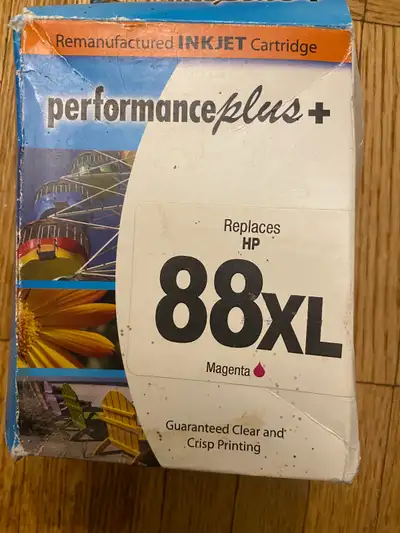 Remanufactured INKJET Cartridge
performanceplus+
Replaces
HP
88XL
Magenta
Guaranteed Clear and
Crisp Printing